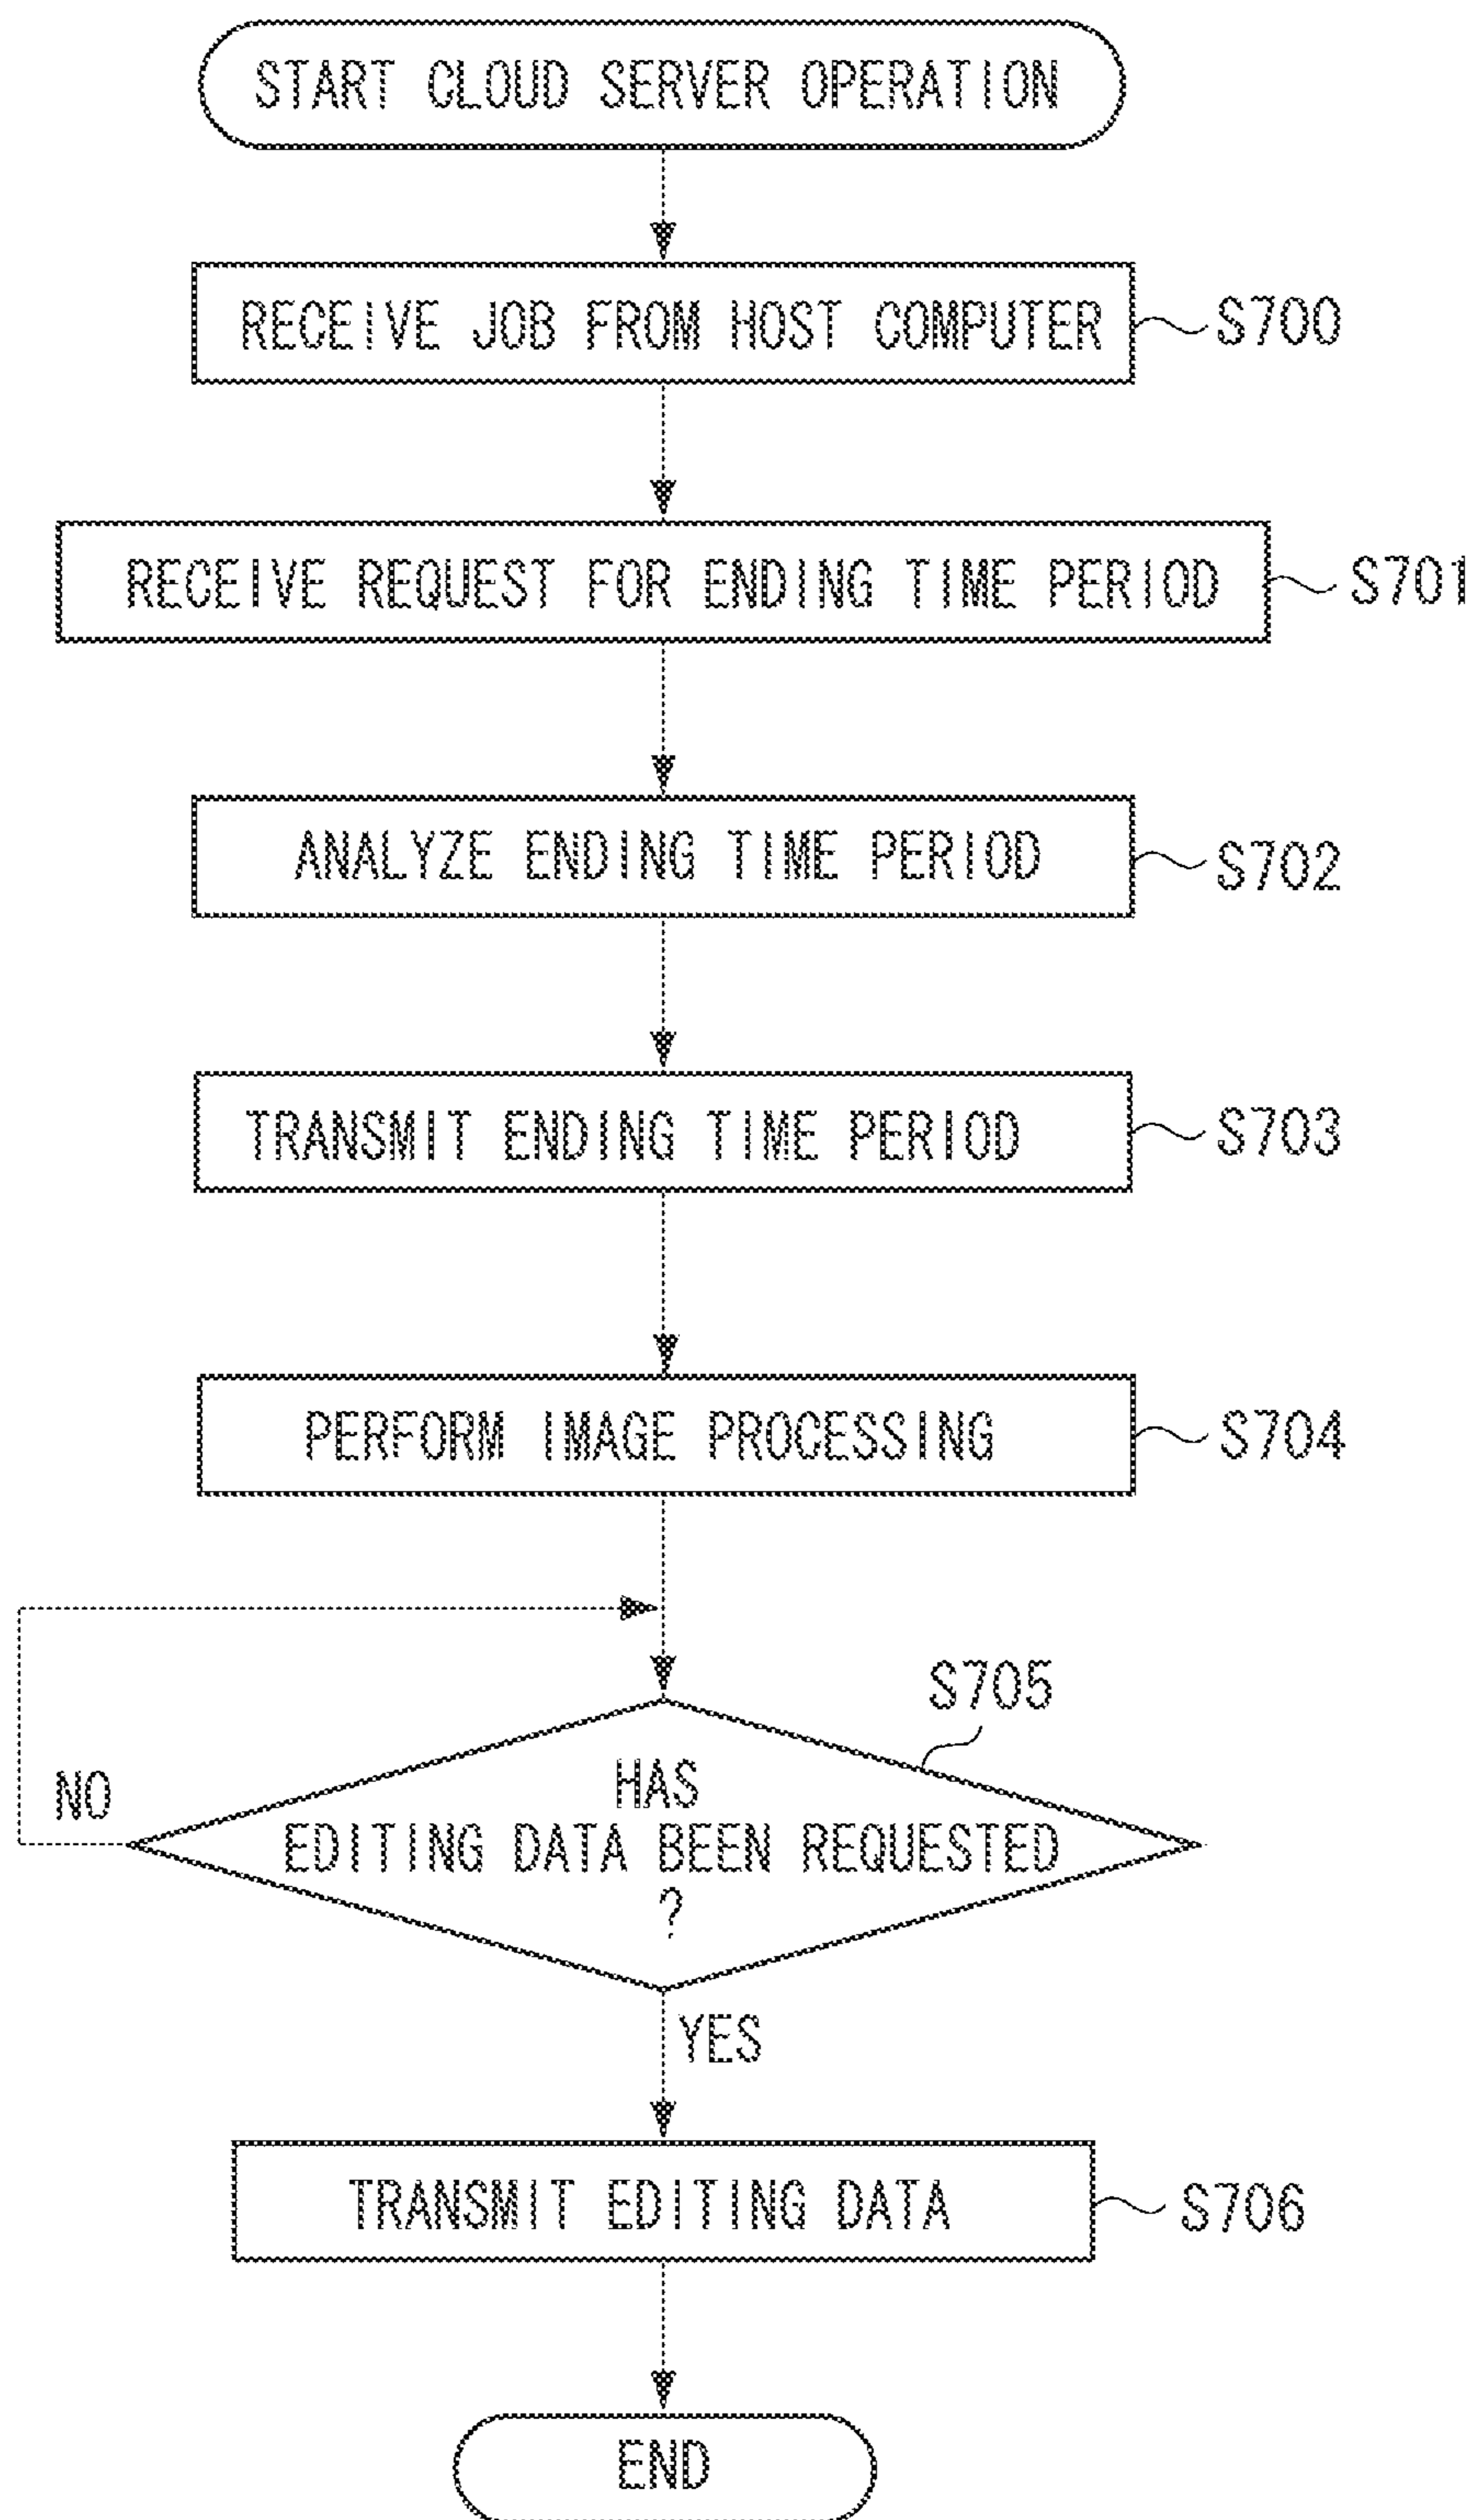 START CLOUD SERVER OPERATION
RECEIVE JOB FROM HOST COMPUTER
S700
RECEIVE REQUEST FOR ENDING TIME PERIOD
S701
ANALYZE ENDING TIME PERIOD
S702
TRANSMIT ENDING TIME PERIOD
S703
PERFORM IMAGE PROCESSING
S704
S705
HAS
EDITING DATA BEEN REQUESTED
?
NO
YES
TRANSMIT EDITING DATA
S706
END